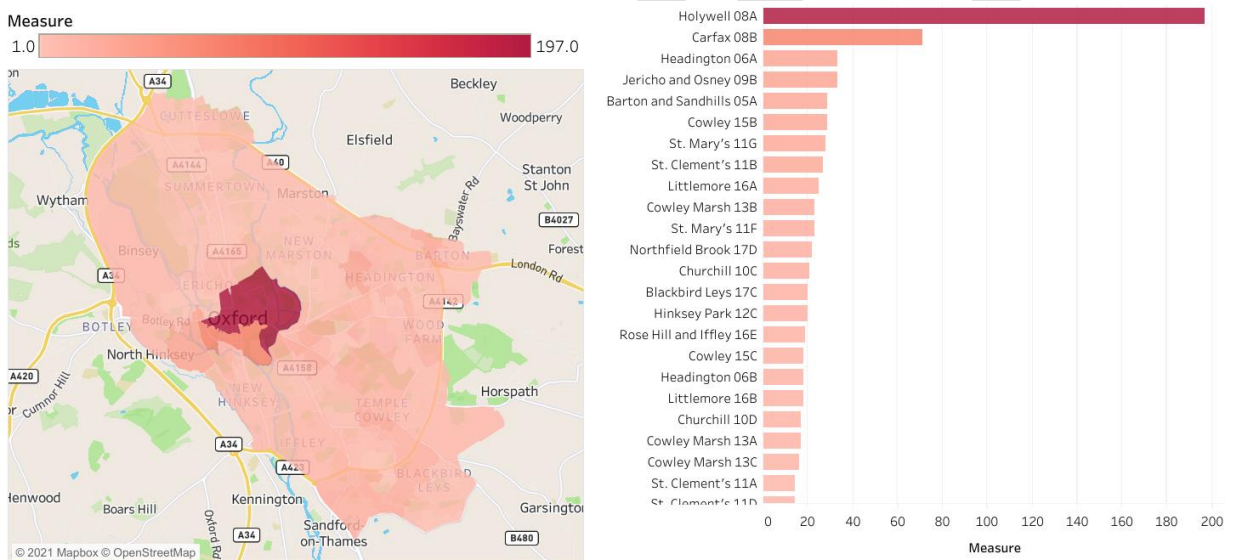 Measure
1.0
197.0
A34
Beckley
CUTTESLOWE
Woodperry
Elsfield
A4144
A40
Stanton
St John
SUMMERTOWN
Marston
Wytham
Bayswater Rd
B4027
NEW
MARSTON
Binsey
A4165
BARTON
Forest
London Rd
A34
HEADINGTON
JERICHO
A4142
Oxford
Botley Rd
BOTLEY
WOOD
FARM
North Hinksey
A4158
A420
Cumnor Hill
Horspath
or
NEW
HINKSEY
TEMPLE
COWLEY
A34
IFFLEY
A423
BLACKBIRD
LEYS
Henwood
Boars Hill
Kennington
Garsington
Oxford Rd
Sandford-
on-Thames
A34
B480
© 2021 Mapbox © OpenStreetMap
Holywell 08A
Carfax 08B
Headington 06A
Jericho and Osney 09B
Barton and Sandhills 05A
Cowley 15B
St. Mary's 11G
St. Clement's 11B
Littlemore 16A
Cowley Marsh 13B
St. Mary's 11F
Northfield Brook 17D
Churchill 10C
Blackbird Leys 17C
Hinksey Park 12C
Rose Hill and Iffley 16E
Cowley 15C
Headington 06B
Littlemore 16B
Churchill 10D
Cowley Marsh 13A
Cowley Marsh 13C
St. Clement's 11A
St. Clement's 11D
0 20 40 60 80 100 120 140 160 180 200
Measure